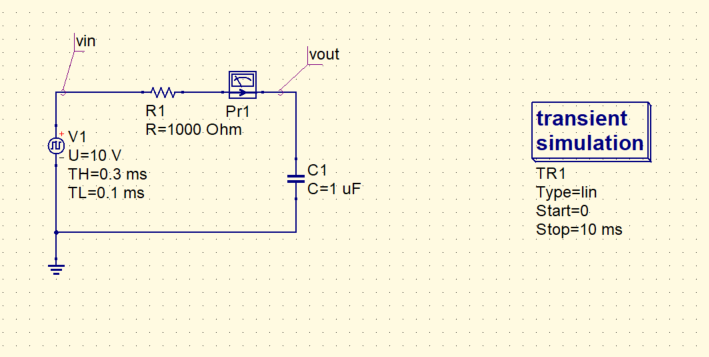 vin
vout
R1
R=1000 Ohm
Pr1
V1
U=10 V
TH=0.3 ms
TL=0.1 ms
C1
C=1 uF
transient
simulation
TR1
Type=lin
Start=0
Stop=10 ms